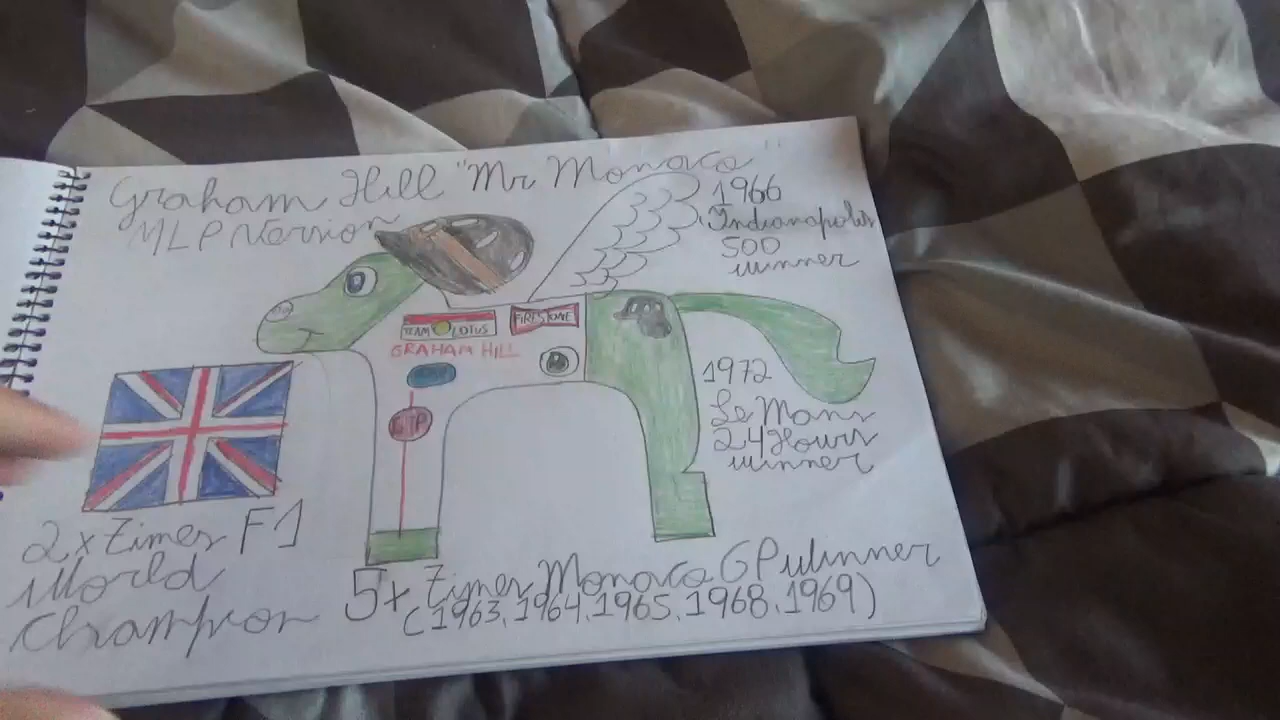 Graham Hill "Mr Monaco"
MLP Version
1966
Indianapolis
500
winner
TEAM LOTUS
FIRESTONE
GRAHAM HILL
STP
1972
Le Mans
24 Hours
winner
2x Times F1
World
Champion
5x Times Monaco GP winner
(1963, 1964, 1965, 1968, 1969)